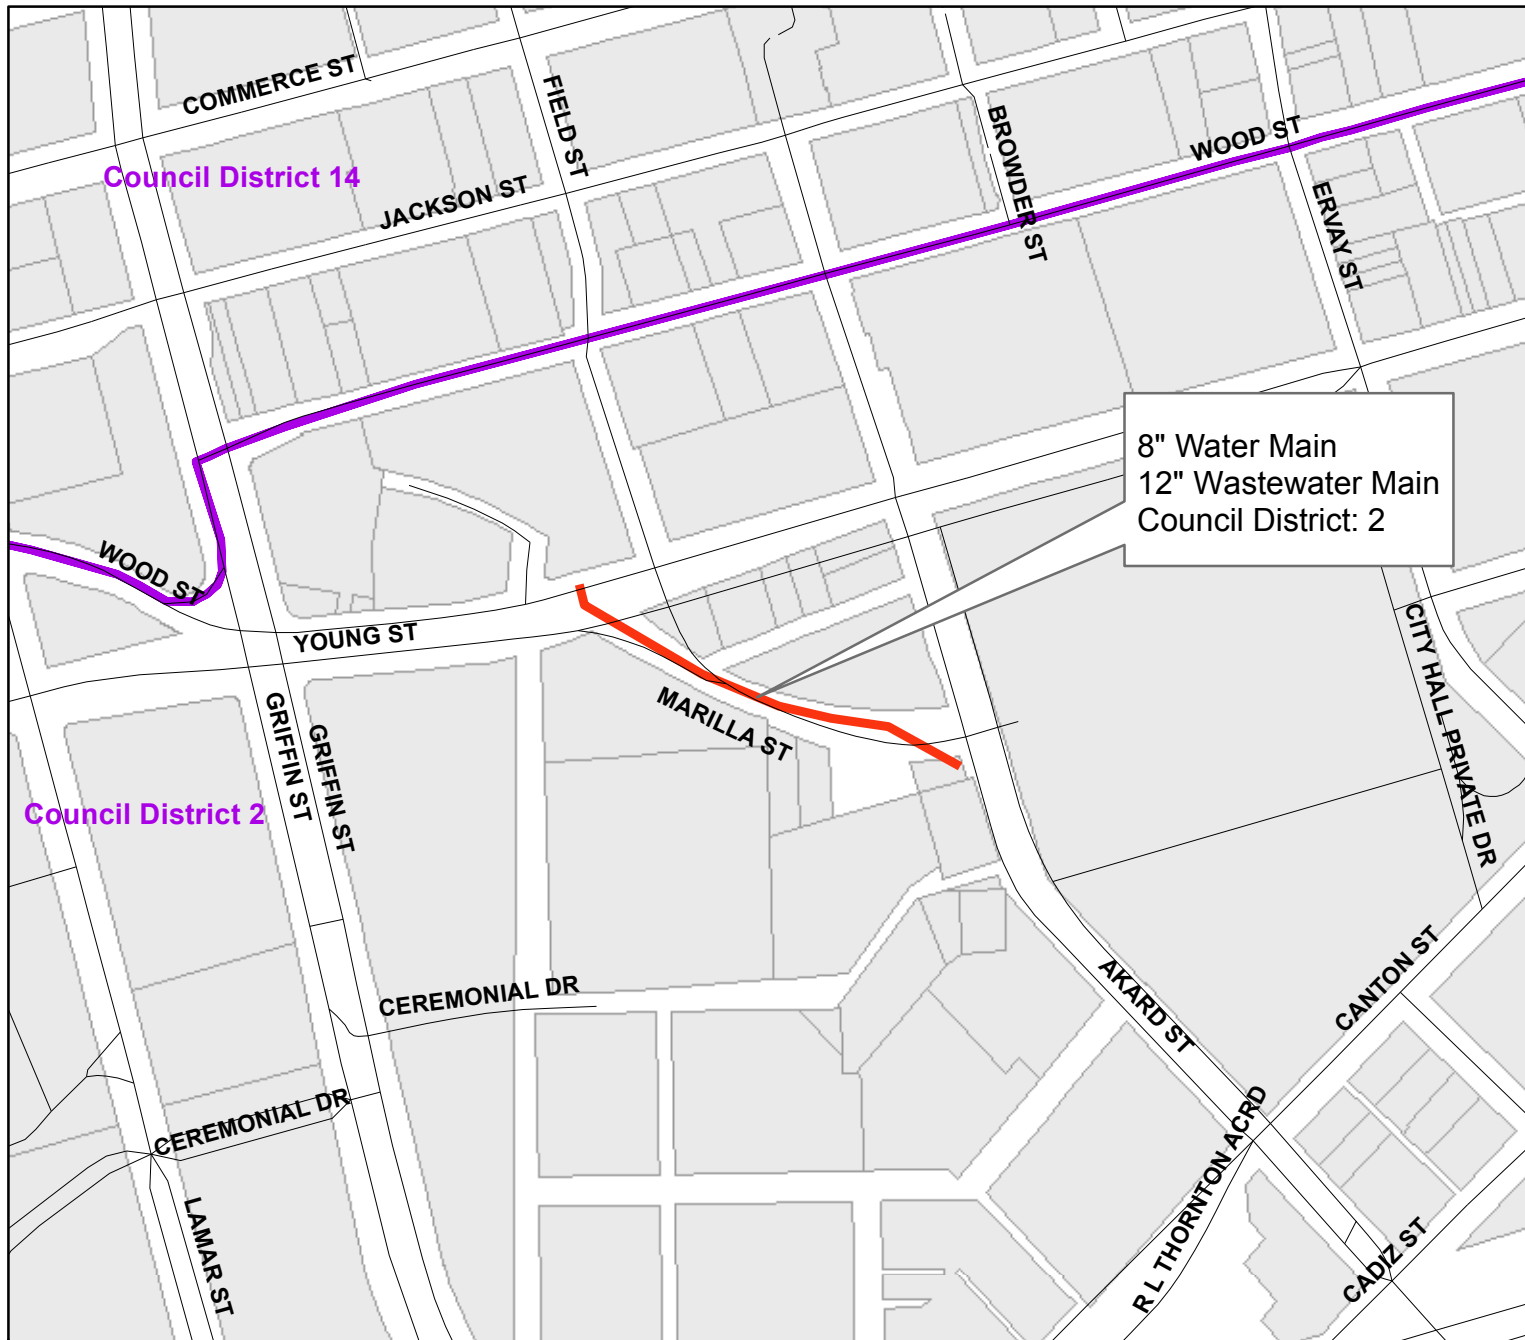 COMMERCE ST
FIELD ST
BROWDER ST
WOOD ST
Council District 14
JACKSON ST
ERVAY ST
8" Water Main
12" Wastewater Main
Council District: 2
WOOD ST
YOUNG ST
CITY HALL PRIVATE DR
MARILLA ST
GRIFFIN ST
GRIFFIN ST
Council District 2
CEREMONIAL DR
AKARD ST
CANTON ST
CEREMONIAL DR
R L THORNTON ACRD
LAMAR ST
CADIZ ST